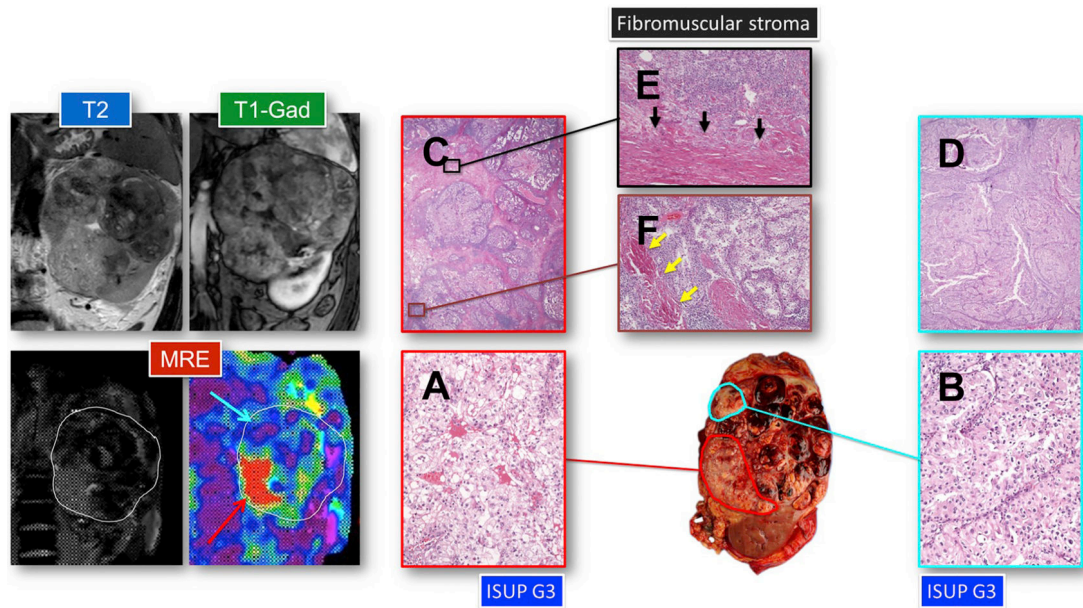 Fibromuscular stroma
T2
T1-Gad
C
E
F
D
MRE
A
B
ISUP G3
ISUP G3